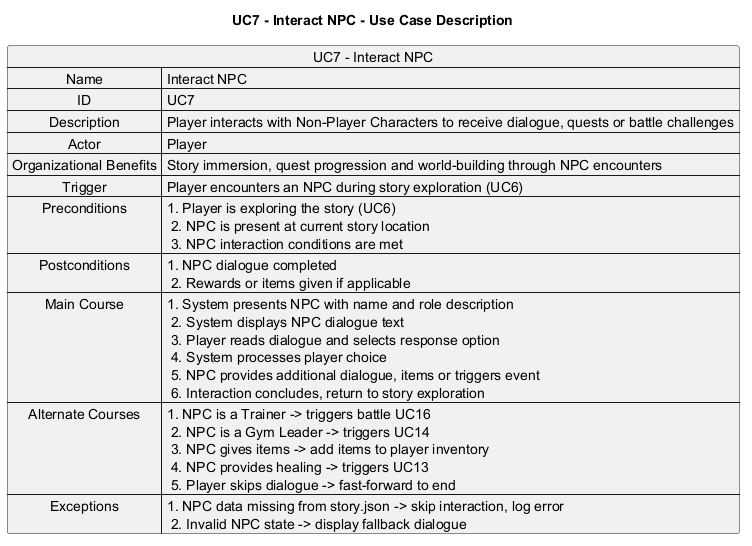 UC7 - Interact NPC - Use Case Description
UC7 - Interact NPC
Name Interact NPC
ID UC7
Description Player interacts with Non-Player Characters to receive dialogue, quests or battle challenges
Actor Player
Organizational Benefits Story immersion, quest progression and world-building through NPC encounters
Trigger Player encounters an NPC during story exploration (UC6)
Preconditions 1. Player is exploring the story (UC6)
2. NPC is present at current story location
3. NPC interaction conditions are met
Postconditions 1. NPC dialogue completed
2. Rewards or items given if applicable
Main Course 1. System presents NPC with name and role description
2. System displays NPC dialogue text
3. Player reads dialogue and selects response option
4. System processes player choice
5. NPC provides additional dialogue, items or triggers event
6. Interaction concludes, return to story exploration
Alternate Courses 1. NPC is a Trainer -> triggers battle UC16
2. NPC is a Gym Leader -> triggers UC14
3. NPC gives items -> add items to player inventory
4. NPC provides healing -> triggers UC13
5. Player skips dialogue -> fast-forward to end
Exceptions 1. NPC data missing from story.json -> skip interaction, log error
2. Invalid NPC state -> display fallback dialogue